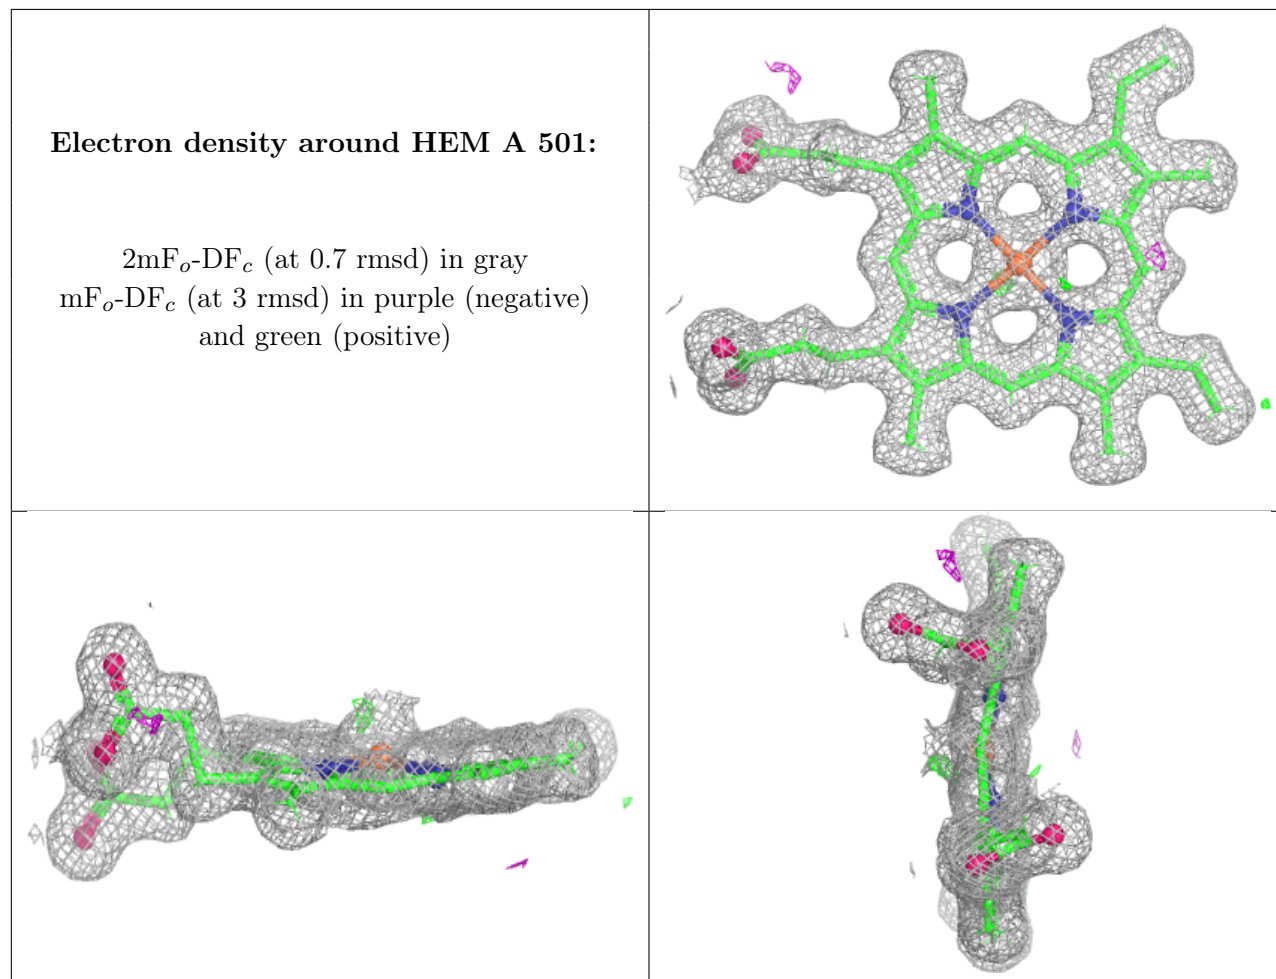 Electron density around HEM A 501:
2mFo-DFc (at 0.7 rmsd) in gray
mFo-DFc (at 3 rmsd) in purple (negative)
and green (positive)